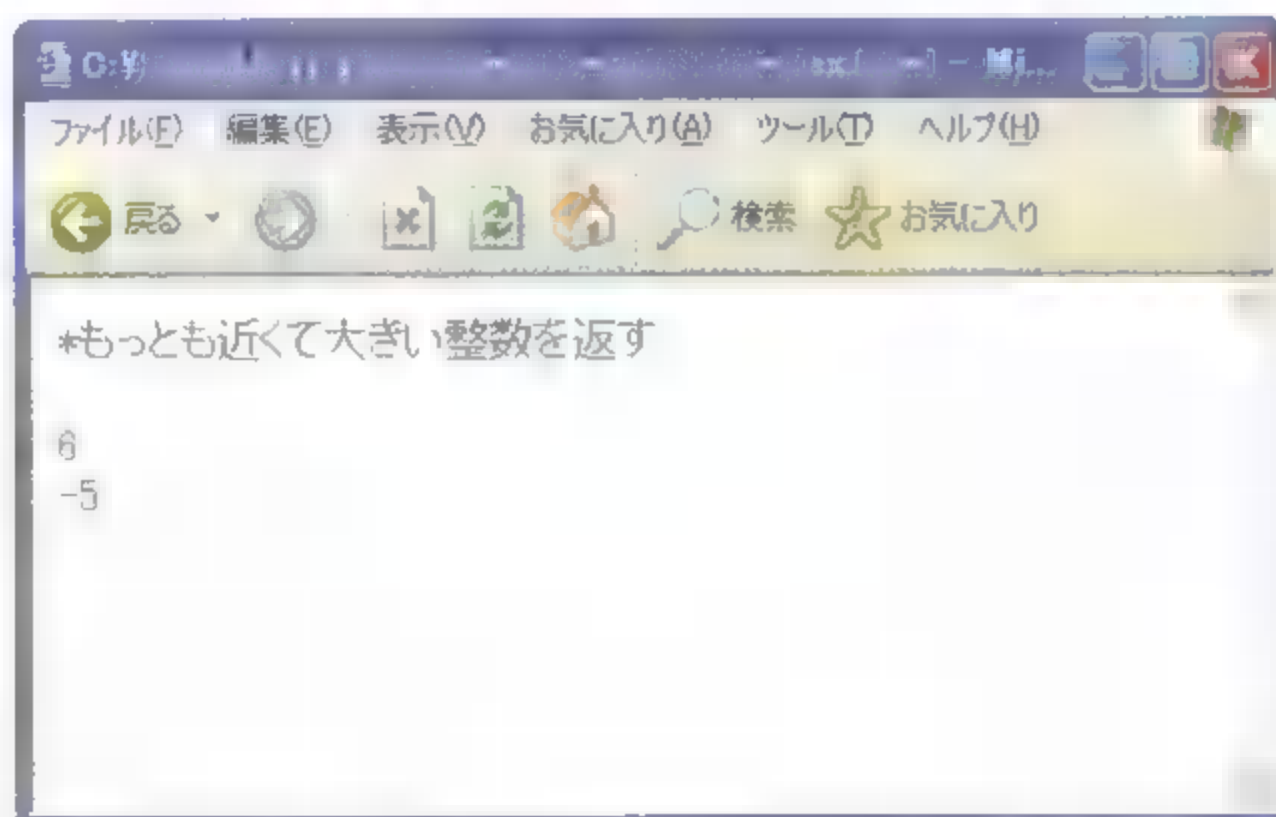 C:¥
ファイル(F) 編集(E) 表示(V) お気に入り(A) ツール(T) ヘルプ(H)
戻る 検索 お気に入り
*もっとも近くて大きい整数を返す
6
-5